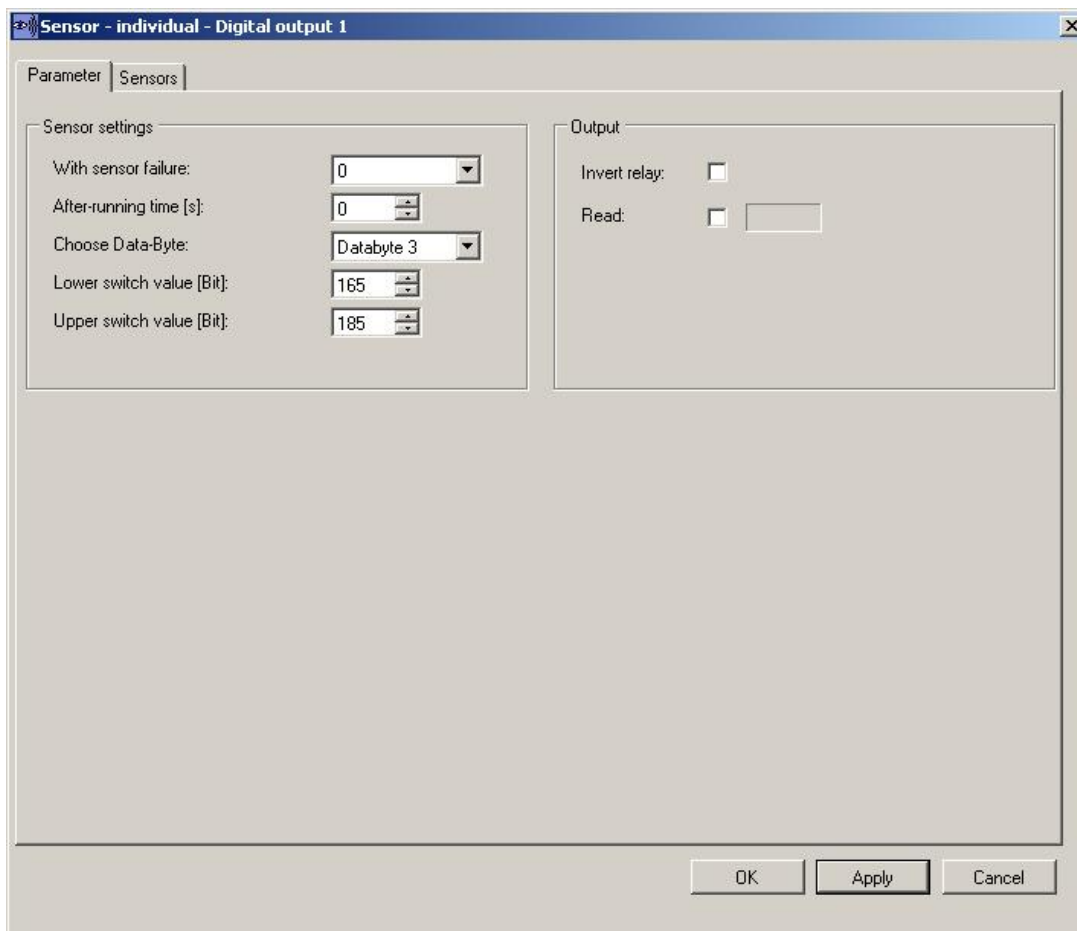 Sensor - individual - Digital output 1
Parameter
Sensors
Sensor settings
With sensor failure: 0
After-running time [s]: 0
Choose Data-Byte: Databyte 3
Lower switch value [Bit]: 165
Upper switch value [Bit]: 185
Output
Invert relay:
Read:
OK
Apply
Cancel